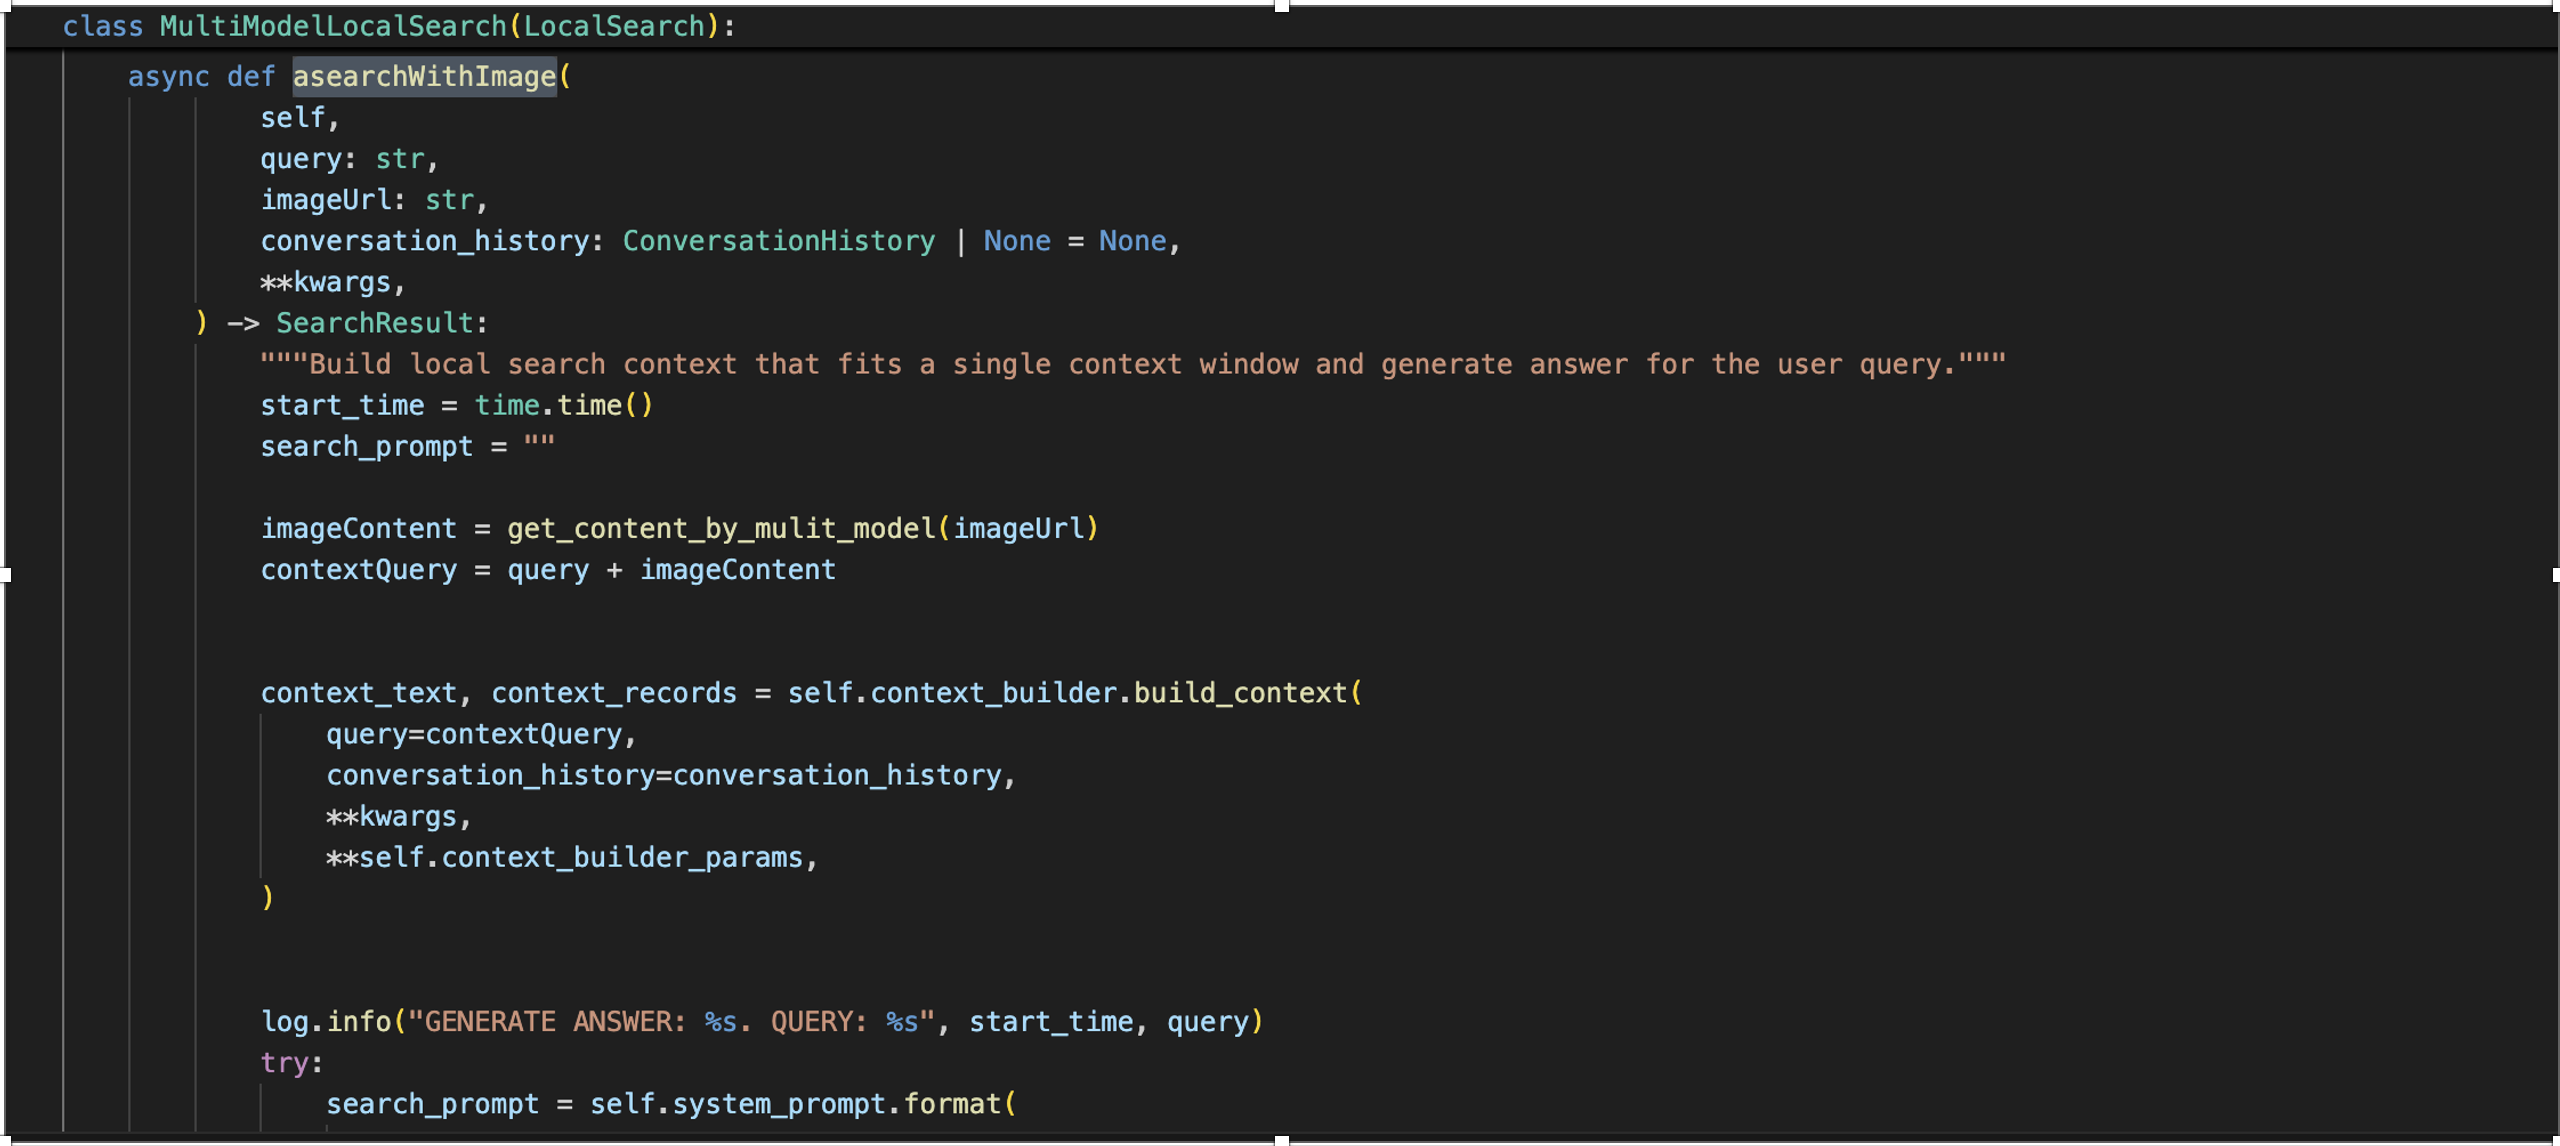 class MultiModelLocalSearch(LocalSearch):
async def asearchWithImage(
self,
query: str,
imageUrl: str,
conversation_history: ConversationHistory | None = None,
**kwargs,
) -> SearchResult:
"""Build local search context that fits a single context window and generate answer for the user query."""
start_time = time.time()
search_prompt = ""
imageContent = get_content_by_mulit_model(imageUrl)
contextQuery = query + imageContent
context_text, context_records = self.context_builder.build_context(
query=contextQuery,
conversation_history=conversation_history,
**kwargs,
**self.context_builder_params,
)
log.info("GENERATE ANSWER: %s. QUERY: %s", start_time, query)
try:
search_prompt = self.system_prompt.format(